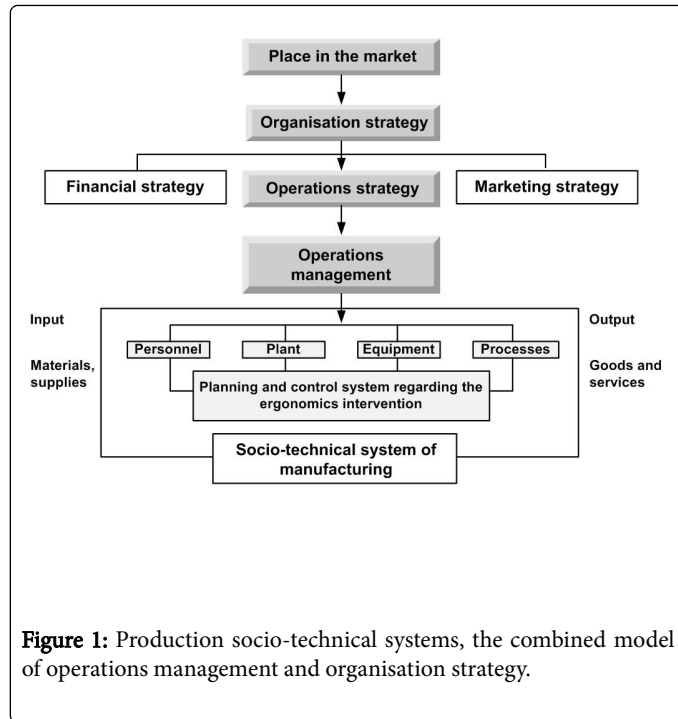 Place in the market
Organisation strategy
Financial strategy
Operations strategy
Marketing strategy
Operations
management
Input
Output
Personnel
Plant
Equipment
Processes
Materials,
supplies
Goods and
services
Planning and control system regarding the
ergonomics intervention
Socio-technical system of
manufacturing
Figure 1: Production socio-technical systems, the combined model
of operations management and organisation strategy.